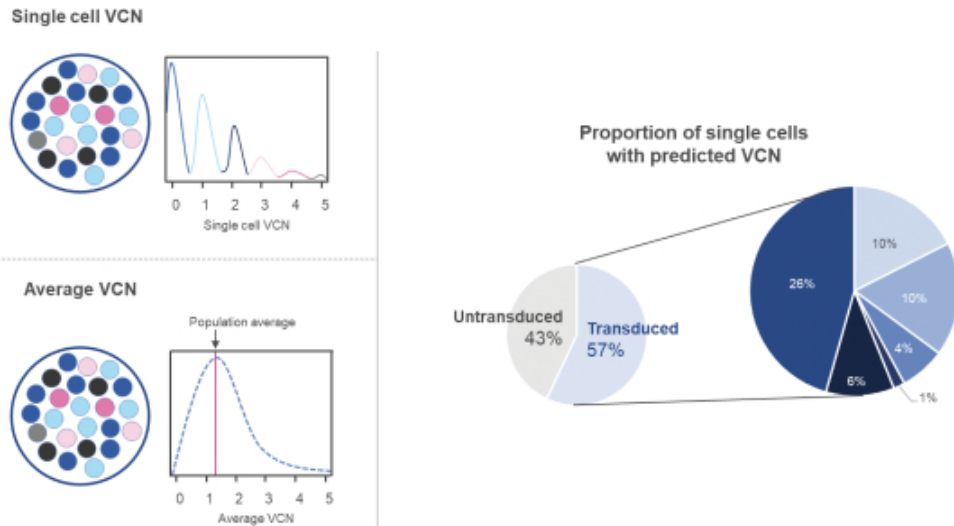 Single cell VCN
0 1 2 3 4 5
Single cell VCN
Average VCN
Population average
0 1 2 3 4 5
Average VCN
Proportion of single cells
with predicted VCN
Untransduced
43%
Transduced
57%
10%
10%
4%
1%
6%
26%